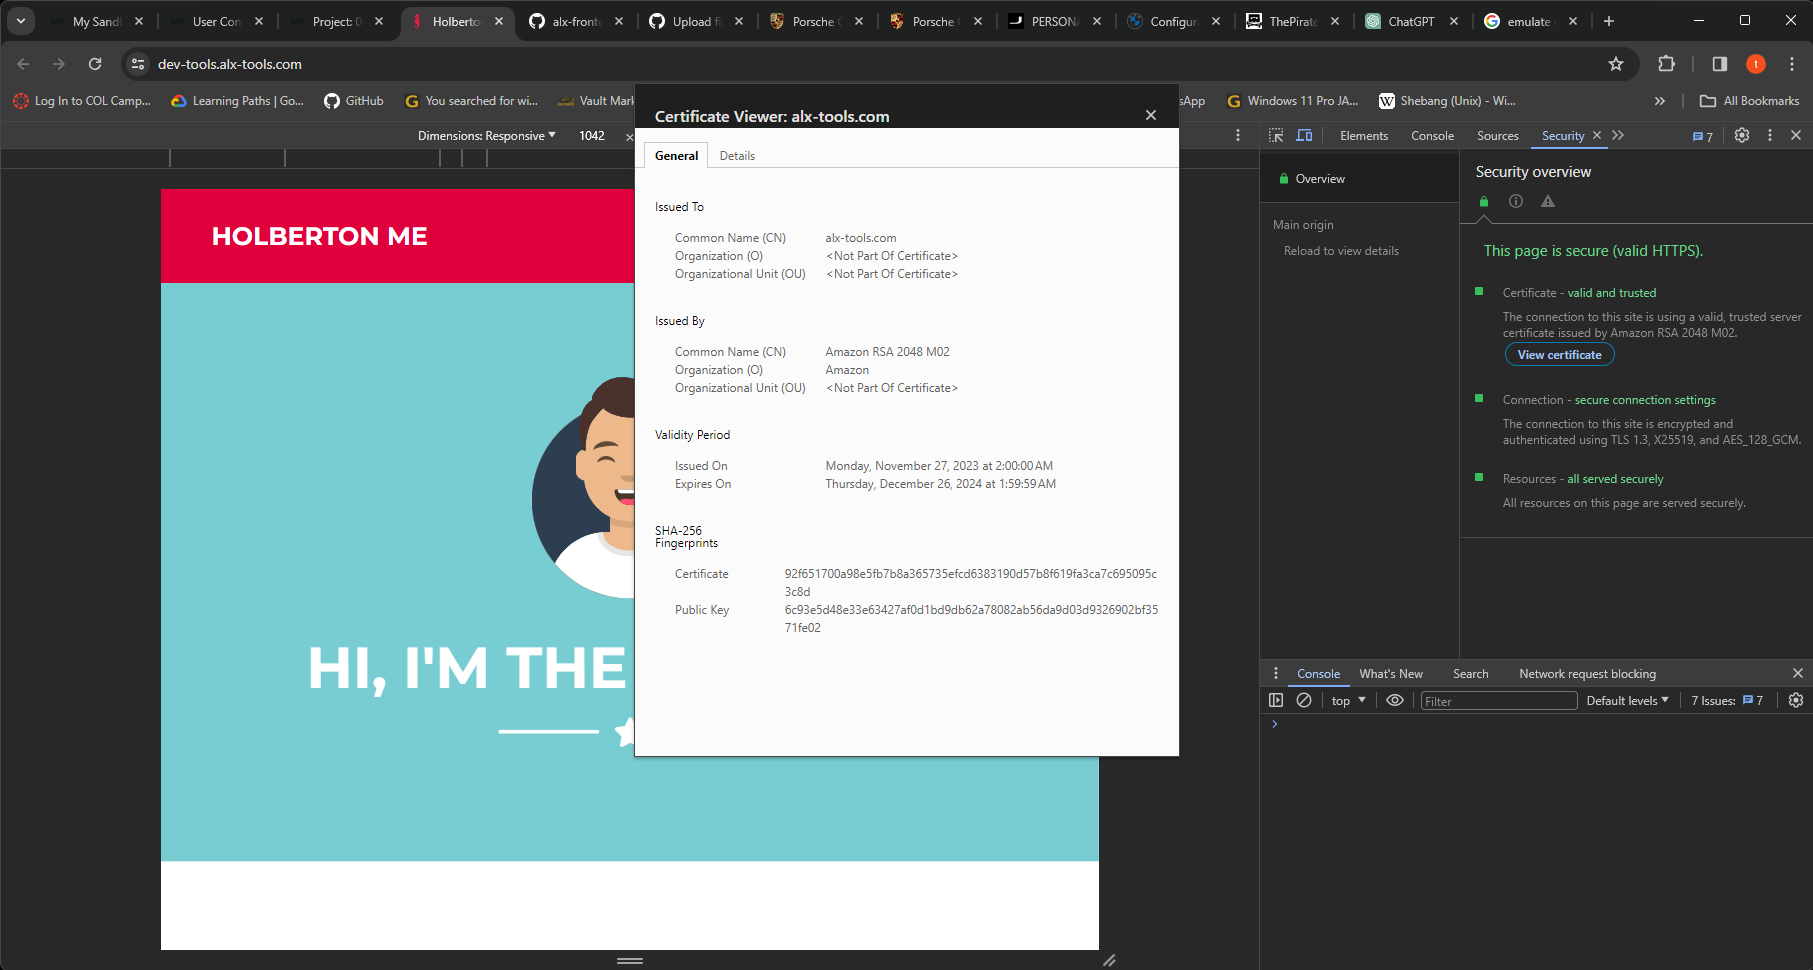 My Sand
User Con
Project: 0
Holberto
alx-fronte
Upload fi
Porsche C
Porsche C
PERSONA
Configura
ThePirate
ChatGPT
emulate
dev-tools.alx-tools.com
t
Log In to COL Camp...
Learning Paths | Go...
GitHub
You searched for wi...
Vault Mark
sApp
Windows 11 Pro JA...
Shebang (Unix) - Wi...
All Bookmarks
Dimensions: Responsive
1042
Certificate Viewer: alx-tools.com
General
Details
Issued To
Common Name (CN) alx-tools.com
Organization (O) <Not Part Of Certificate>
Organizational Unit (OU) <Not Part Of Certificate>
Issued By
Common Name (CN) Amazon RSA 2048 M02
Organization (O) Amazon
Organizational Unit (OU) <Not Part Of Certificate>
Validity Period
Issued On Monday, November 27, 2023 at 2:00:00 AM
Expires On Thursday, December 26, 2024 at 1:59:59 AM
SHA-256
Fingerprints
Certificate 92f651700a98e5fb7b8a365735efcd6383190d57b8f619fa3ca7c695095c
3c8d
Public Key 6c93e5d48e33e63427af0d1bd9db62a78082ab56da9d03d9326902bf35
71fe02
HOLBERTON ME
HI, I'M THE
Elements
Console
Sources
Security
7
Overview
Main origin
Reload to view details
Security overview
This page is secure (valid HTTPS).
Certificate - valid and trusted
The connection to this site is using a valid, trusted server
certificate issued by Amazon RSA 2048 M02.
View certificate
Connection - secure connection settings
The connection to this site is encrypted and
authenticated using TLS 1.3, X25519, and AES_128_GCM.
Resources - all served securely
All resources on this page are served securely.
Console
What's New
Search
Network request blocking
top
Filter
Default levels
7 Issues: 7